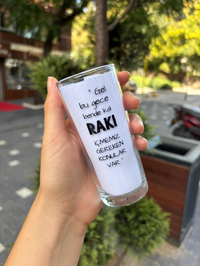 " Gel
bu gece
bende kal
RAKI
İÇMEMİZ
GEREKEN
KONULAR
VAR "